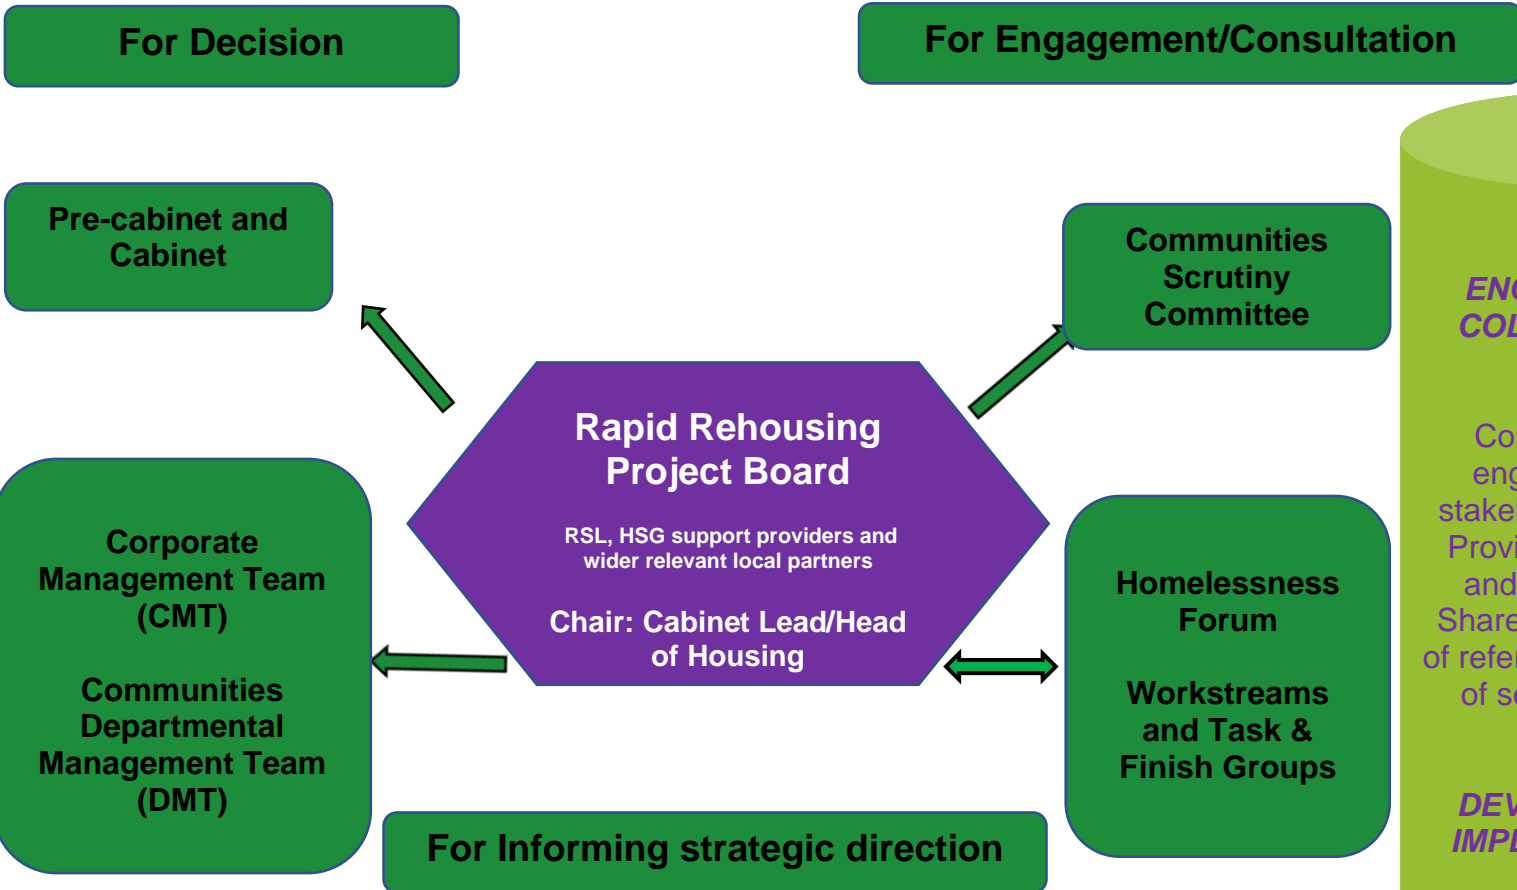 For Decision
For Engagement/Consultation
Pre-cabinet and
Cabinet
Communities
Scrutiny
Committee
Rapid Rehousing
Project Board
RSL, HSG support providers and
wider relevant local partners
Chair: Cabinet Lead/Head
of Housing
Corporate
Management Team
(CMT)
Communities
Departmental
Management Team
(DMT)
Homelessness
Forum
Workstreams
and Task &
Finish Groups
For Informing strategic direction
and
of